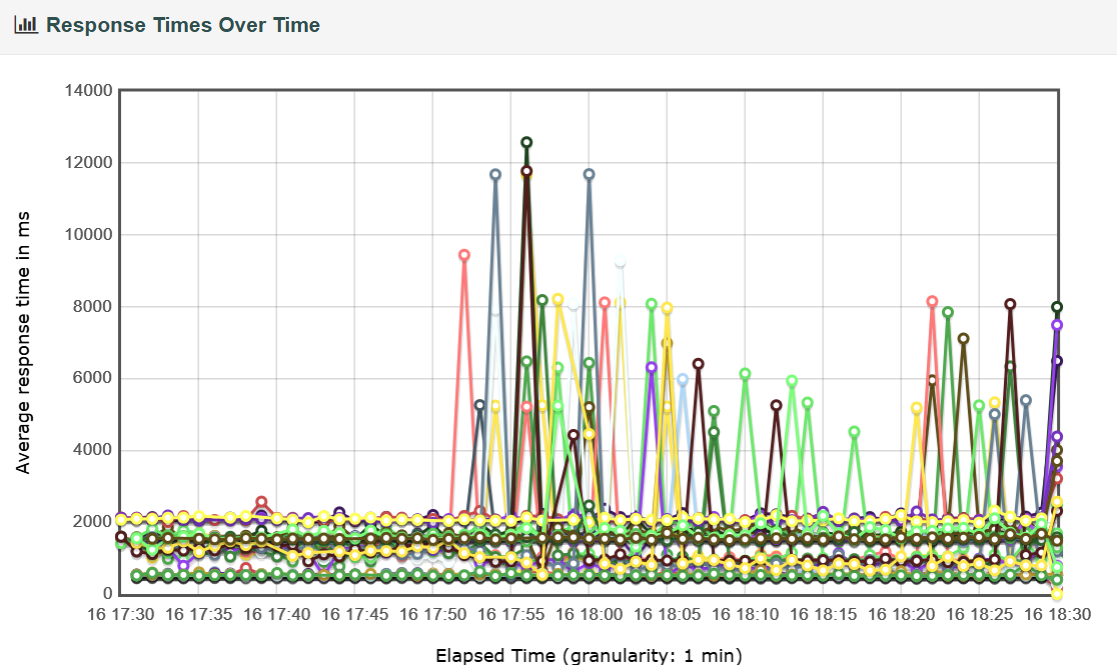 Response Times Over Time
14000
12000
10000
8000
6000
4000
2000
0
Average response time in ms
16 17:30 16 17:35 16 17:40 16 17:45 16 17:50 16 17:55 16 18:00 16 18:05 16 18:10 16 18:15 16 18:20 16 18:25 16 18:30
Elapsed Time (granularity: 1 min)